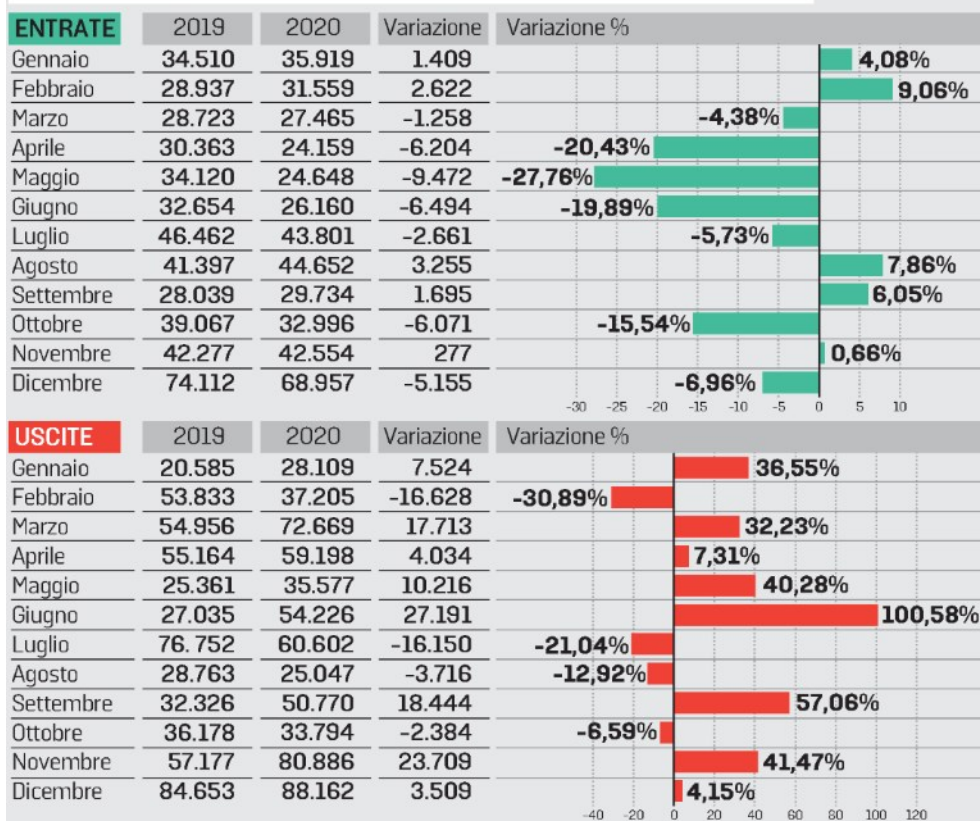 ENTRATE 2019 2020 Variazione Variazione %
Gennaio 34.510 35.919 1.409 4,08%
Febbraio 28.937 31.559 2.622 9,06%
Marzo 28.723 27.465 -1.258 -4,38%
Aprile 30.363 24.159 -6.204 -20,43%
Maggio 34.120 24.648 -9.472 -27,76%
Giugno 32.654 26.160 -6.494 -19,89%
Luglio 46.462 43.801 -2.661 -5,73%
Agosto 41.397 44.652 3.255 7,86%
Settembre 28.039 29.734 1.695 6,05%
Ottobre 39.067 32.996 -6.071 -15,54%
Novembre 42.277 42.554 277 0,66%
Dicembre 74.112 68.957 -5.155 -6,96%
-30 -25 -20 -15 -10 -5 0 5 10
USCITE 2019 2020 Variazione Variazione %
Gennaio 20.585 28.109 7.524 36,55%
Febbraio 53.833 37.205 -16.628 -30,89%
Marzo 54.956 72.669 17.713 32,23%
Aprile 55.164 59.198 4.034 7,31%
Maggio 25.361 35.577 10.216 40,28%
Giugno 27.035 54.226 27.191 100,58%
Luglio 76.752 60.602 -16.150 -21,04%
Agosto 28.763 25.047 -3.716 -12,92%
Settembre 32.326 50.770 18.444 57,06%
Ottobre 36.178 33.794 -2.384 -6,59%
Novembre 57.177 80.886 23.709 41,47%
Dicembre 84.653 88.162 3.509 4,15%
-40 -20 0 20 40 60 80 100 120